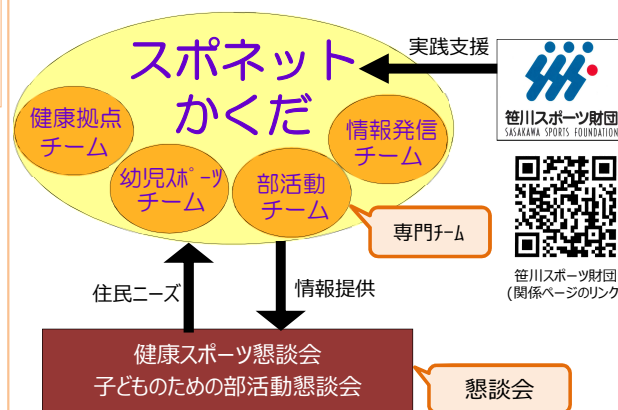 スポネット
かくだ
実践支援
笹川スポーツ財団
SASAKAWA SPORTS FOUNDATION
健康拠点
チーム
幼児スポーツ
チーム
部活動
チーム
情報発信
チーム
専門チーム
笹川スポーツ財団
(関係ページのリンク
住民ニーズ
情報提供
健康スポーツ懇談会
子どものための部活動懇談会
懇談会